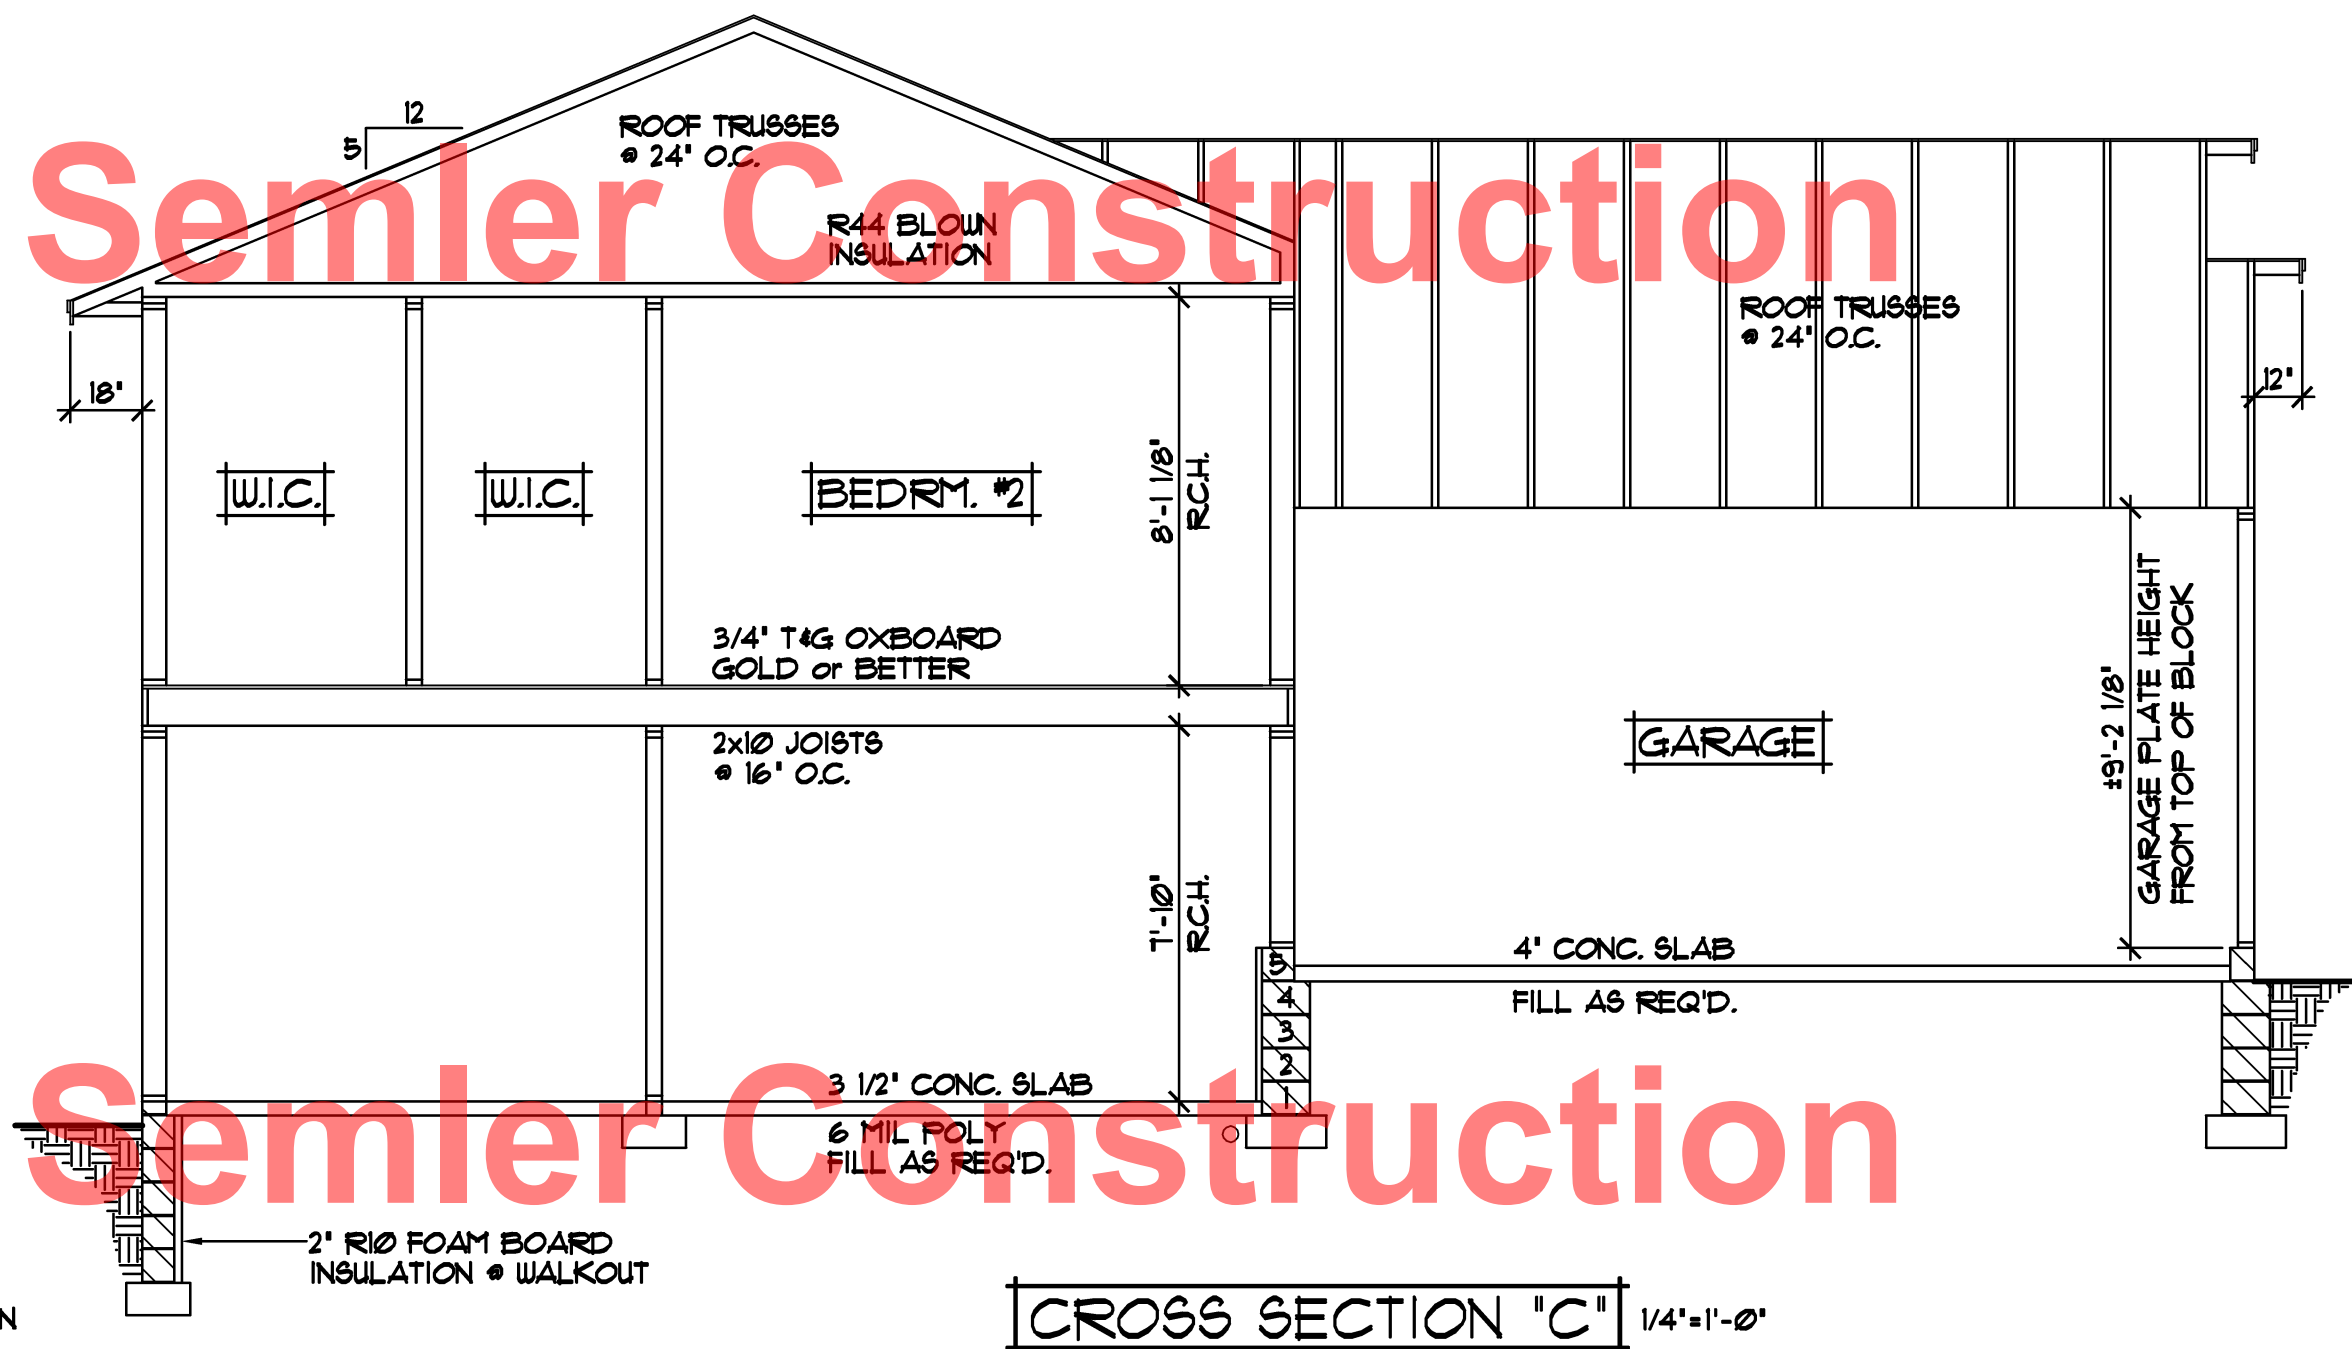 12
5
ROOF TRUSSES
@ 24" O.C.
Semler Construction
R44 BLOWN
INSULATION
ROOF TRUSSES
@ 24" O.C.
18"
12"
W.I.C.
W.I.C.
BEDRM. #2
8'-1 1/8"
R.C.H.
3/4" T&G OXBOARD
GOLD or BETTER
2x10 JOISTS
@ 16" O.C.
GARAGE
±9'-2 1/8"
GARAGE PLATE HEIGHT
FROM TOP OF BLOCK
7'-10"
R.C.H.
4" CONC. SLAB
FILL AS REQ'D.
5
4
3
2
1
3 1/2" CONC. SLAB
6 MIL POLY
FILL AS REQ'D.
Semler Construction
2" R10 FOAM BOARD
INSULATION @ WALKOUT
CROSS SECTION "C"
1/4"=1'-0"